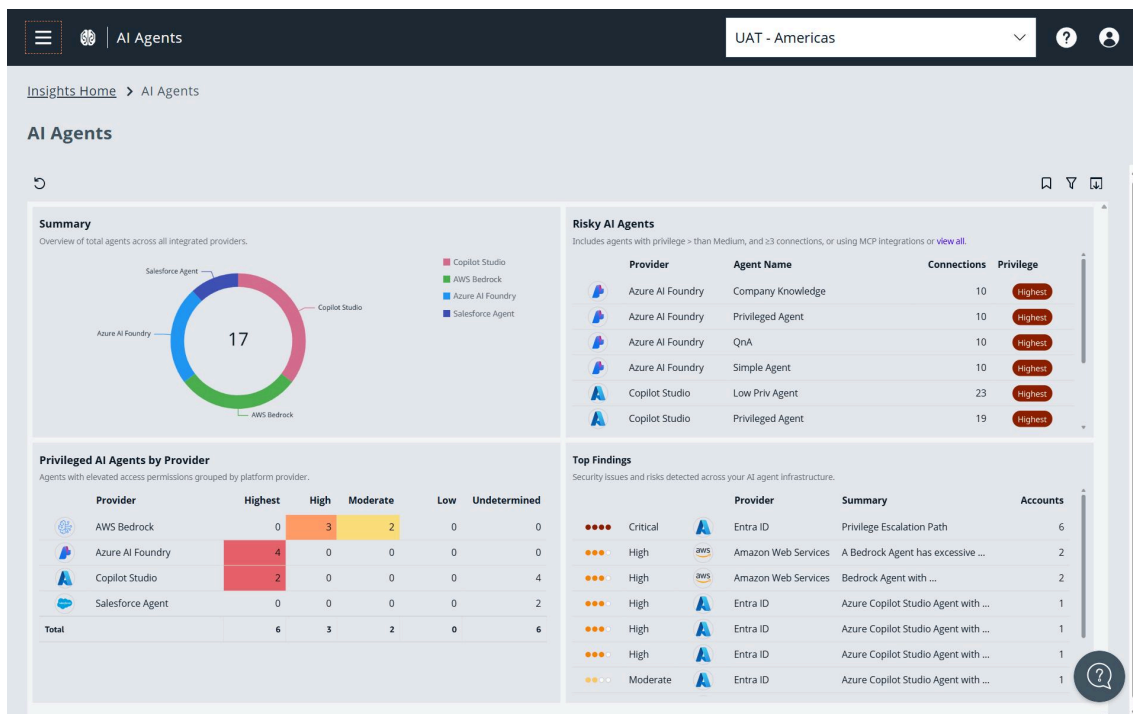 AI Agents
UAT - Americas
?
Insights Home > AI Agents
AI Agents
Summary
Overview of total agents across all integrated providers.
Salesforce Agent
Copilot Studio
Azure AI Foundry
17
AWS Bedrock
Copilot Studio
AWS Bedrock
Azure AI Foundry
Salesforce Agent
Risky AI Agents
Includes agents with privilege > than Medium, and ≥3 connections, or using MCP integrations or view all.
Provider Agent Name Connections Privilege
Azure AI Foundry Company Knowledge 10 Highest
Azure AI Foundry Privileged Agent 10 Highest
Azure AI Foundry QnA 10 Highest
Azure AI Foundry Simple Agent 10 Highest
Copilot Studio Low Priv Agent 23 Highest
Copilot Studio Privileged Agent 19 Highest
Privileged AI Agents by Provider
Agents with elevated access permissions grouped by platform provider.
Provider Highest High Moderate Low Undetermined
AWS Bedrock 0 3 2 0 0
Azure AI Foundry 4 0 0 0 0
Copilot Studio 2 0 0 0 4
Salesforce Agent 0 0 0 0 2
Total 6 3 2 0 6
Top Findings
Security issues and risks detected across your AI agent infrastructure.
Provider Summary Accounts
Critical Entra ID Privilege Escalation Path 6
High aws Amazon Web Services A Bedrock Agent has excessive ... 2
High aws Amazon Web Services Bedrock Agent with ... 2
High Entra ID Azure Copilot Studio Agent with ... 1
High Entra ID Azure Copilot Studio Agent with ... 1
High Entra ID Azure Copilot Studio Agent with ... 1
Moderate Entra ID Azure Copilot Studio Agent with ... 1
?